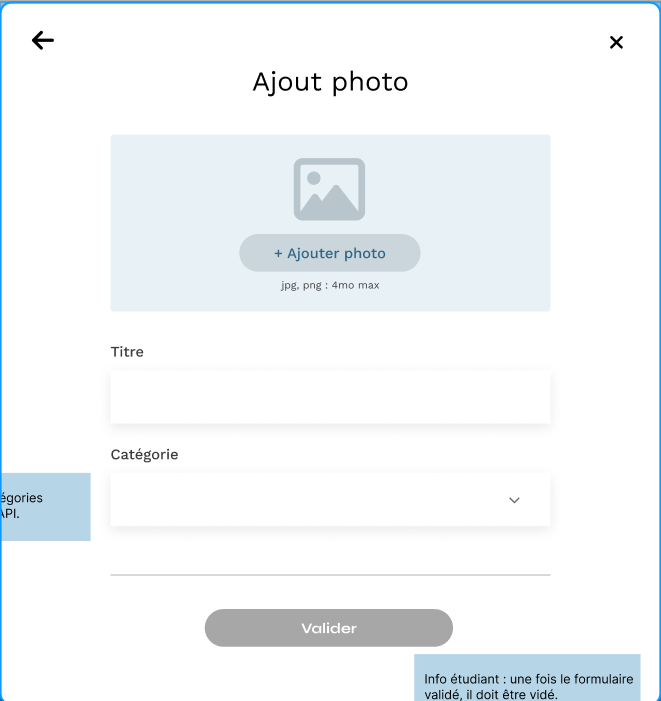 Ajout photo
+ Ajouter photo
jpg, png : 4mo max
Titre
Catégorie
égories
API.
Valider
Info étudiant : une fois le formulaire
validé, il doit être vidé.